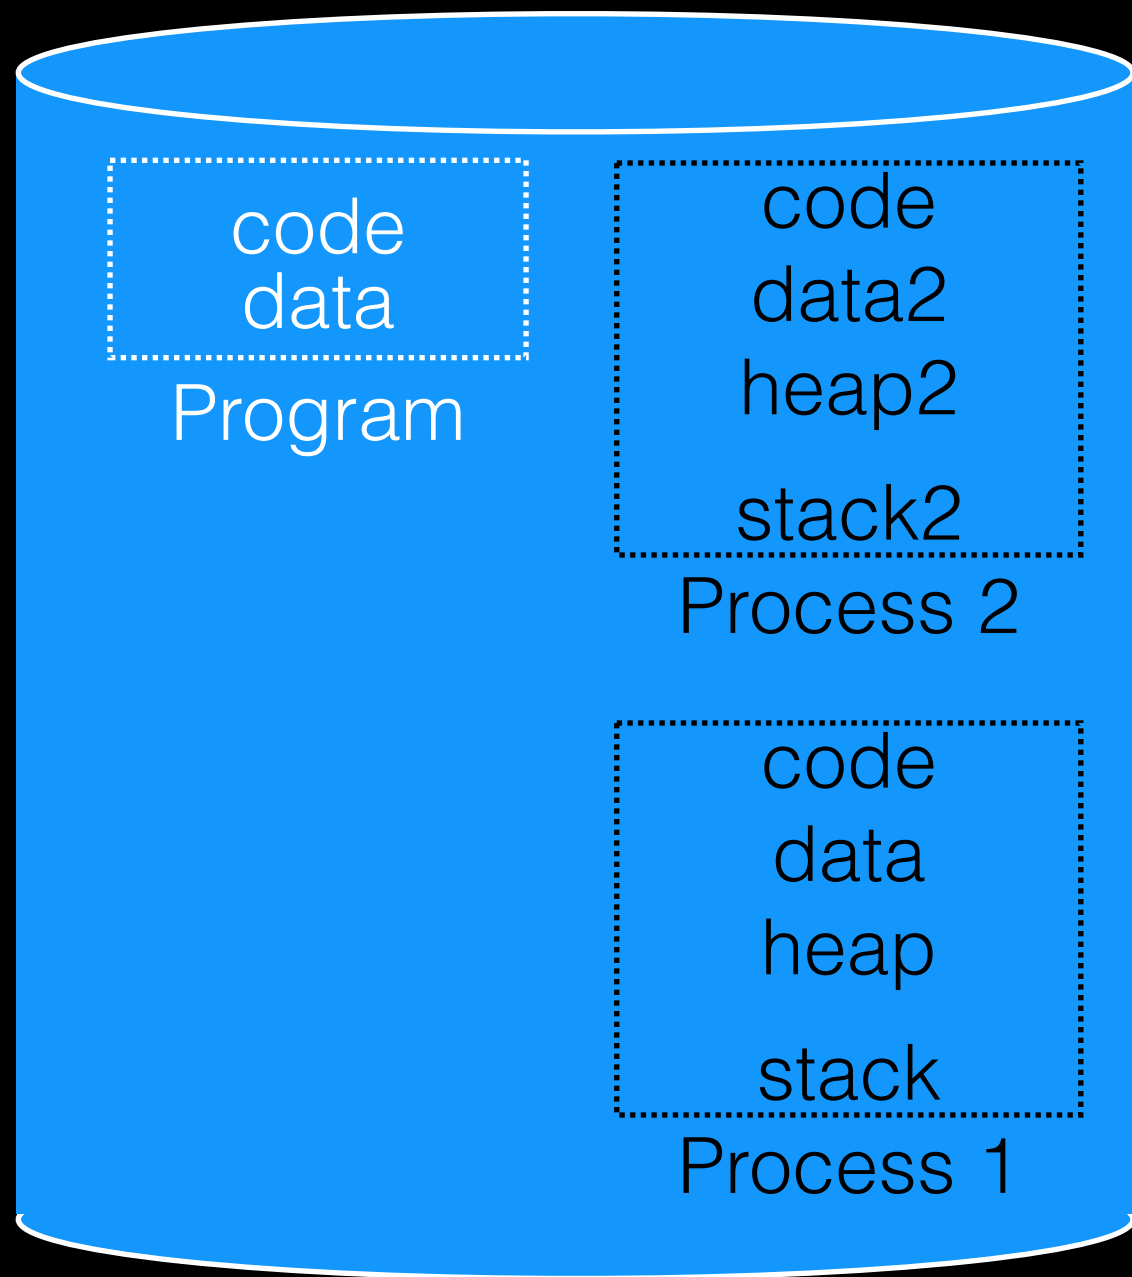 code
data
Program
code
data2
heap2
stack2
Process 2
code
data
heap
stack
Process 1